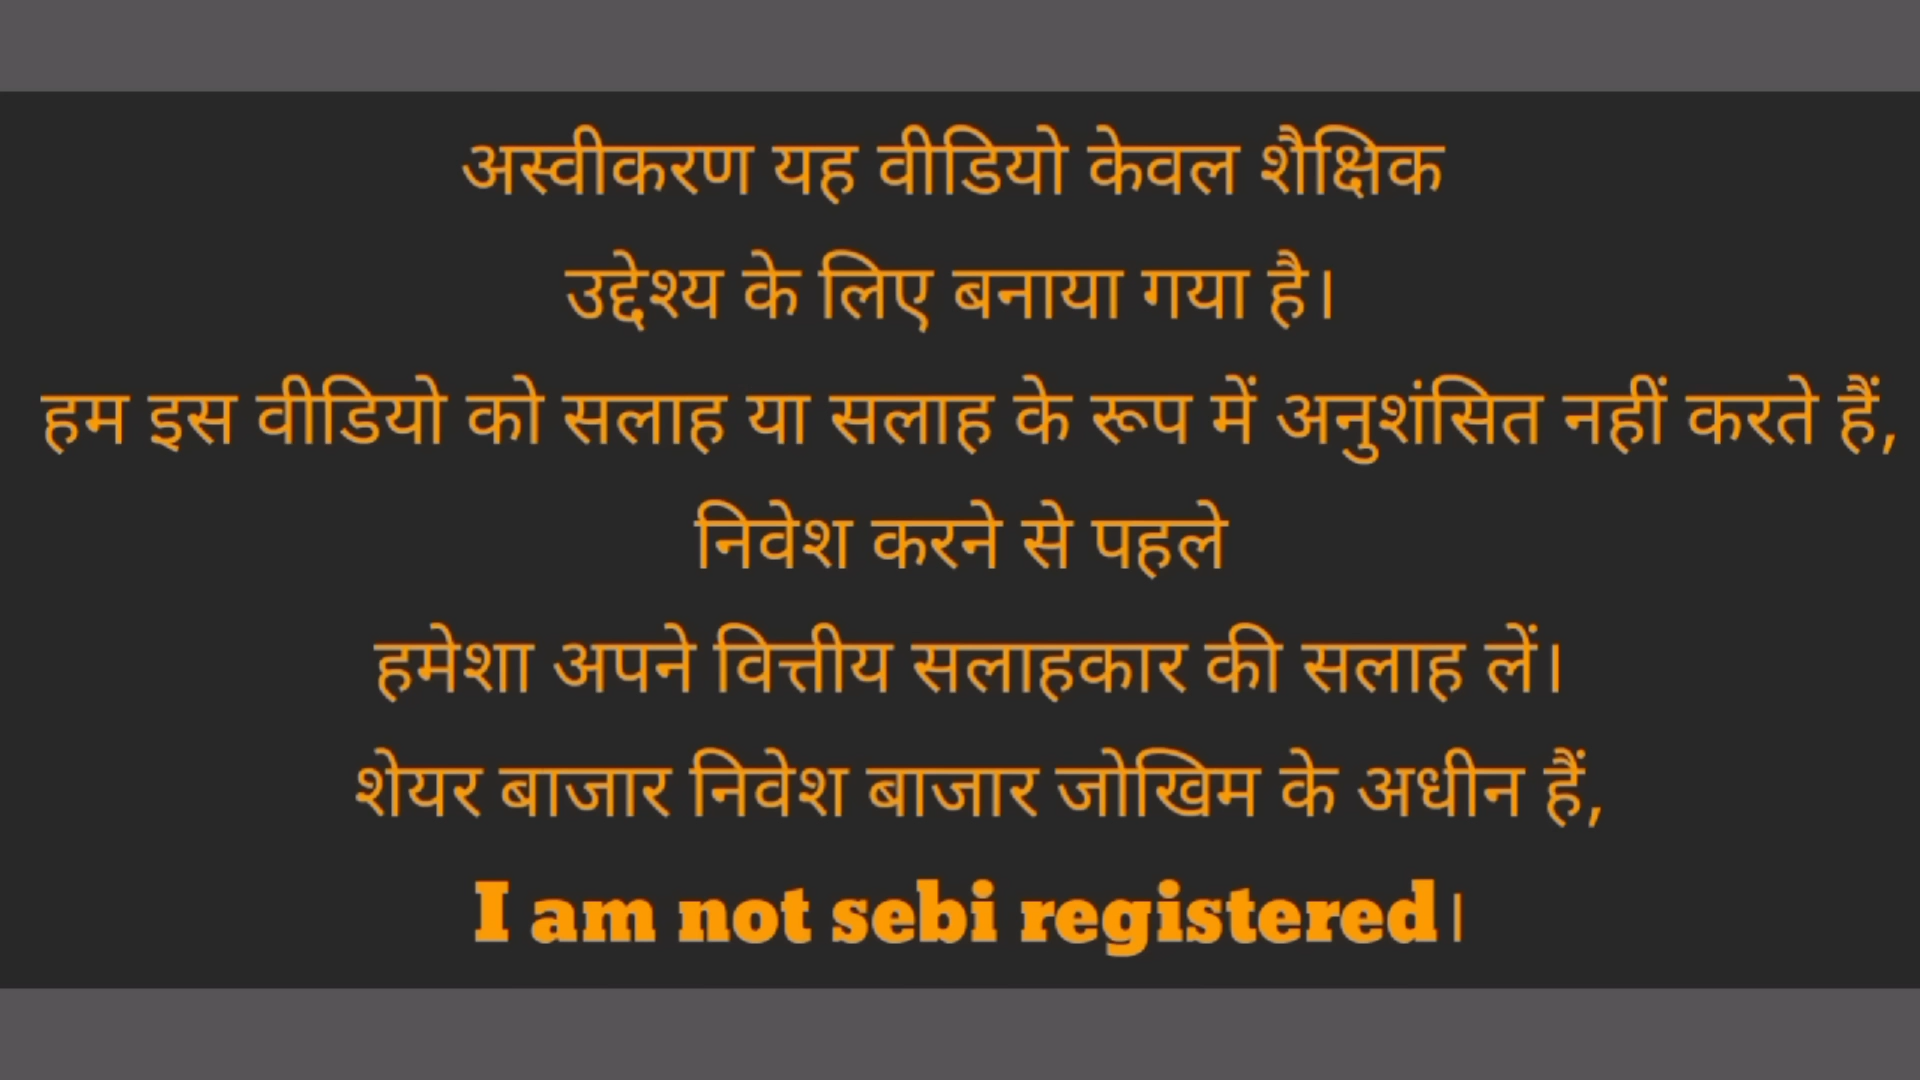 अस्वीकरण यह वीडियो केवल शैक्षिक
उद्देश्य के लिए बनाया गया है।
हम इस वीडियो को सलाह या सलाह के रूप में अनुशंसित नहीं करते हैं,
निवेश करने से पहले
हमेशा अपने वित्तीय सलाहकार की सलाह लें।
शेयर बाजार निवेश बाजार जोखिम के अधीन हैं,
I am not sebi registered।